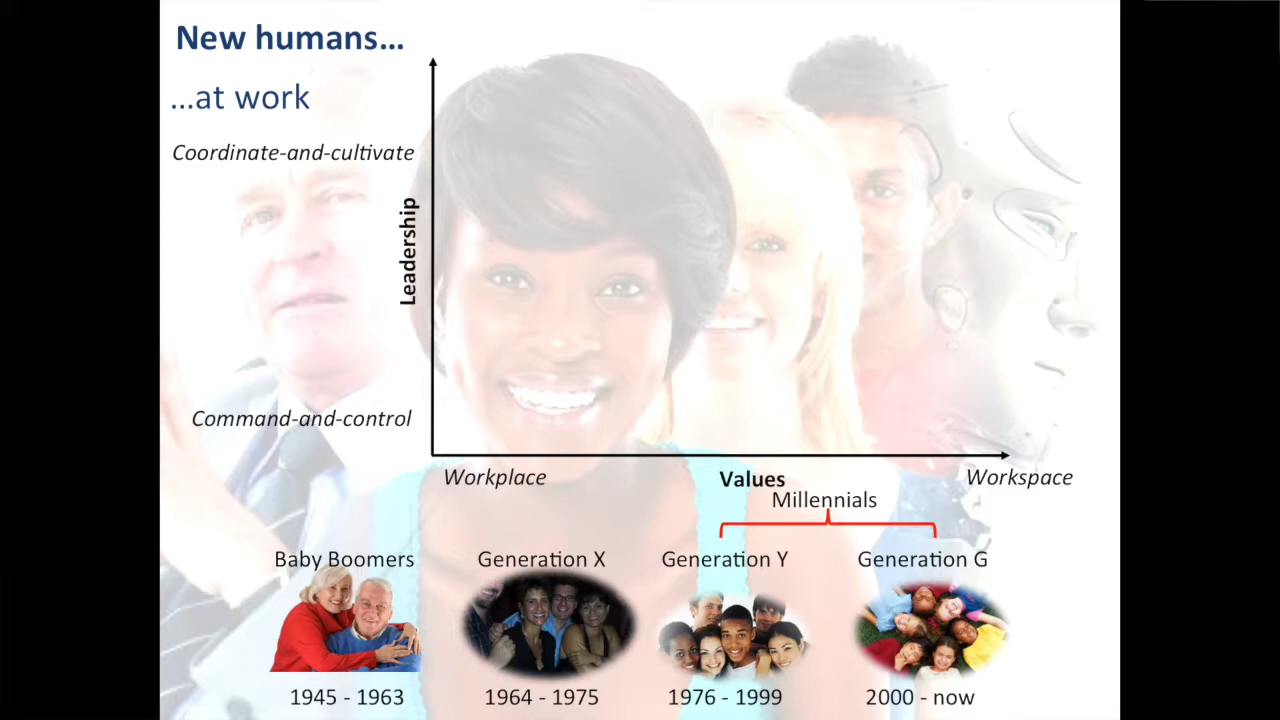 New humans…
…at work
Coordinate-and-cultivate
Leadership
Command-and-control
Workplace
Values
Workspace
Millennials
Baby Boomers
Generation X
Generation Y
Generation G
1945 - 1963
1964 - 1975
1976 - 1999
2000 - now